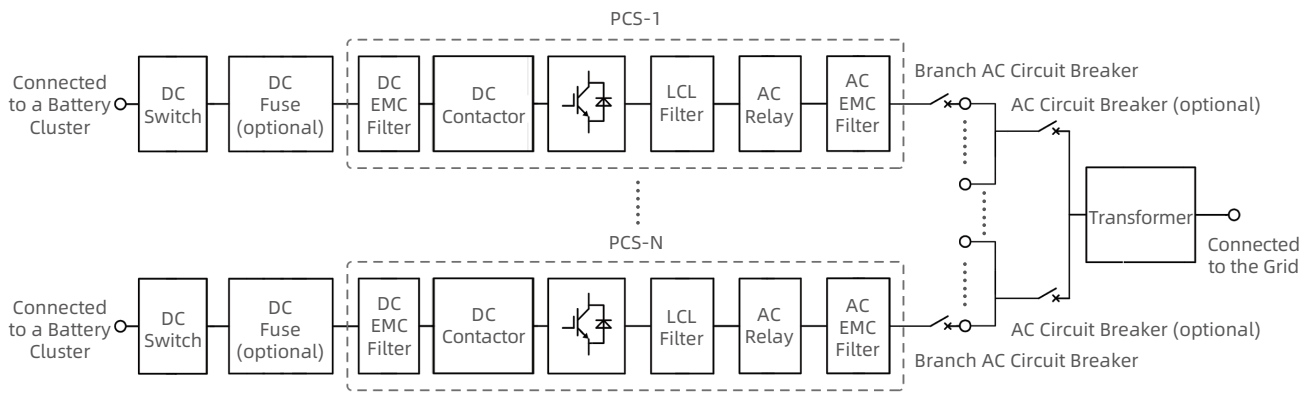 PCS-1
Connected
to a Battery
Cluster
DC
Switch
DC
Fuse
(optional)
DC
EMC
Filter
DC
Contactor
LCL
Filter
AC
Relay
AC
EMC
Filter
Branch AC Circuit Breaker
AC Circuit Breaker (optional)
Transformer
Connected
to the Grid
PCS-N
Connected
to a Battery
Cluster
DC
Switch
DC
Fuse
(optional)
DC
EMC
Filter
DC
Contactor
LCL
Filter
AC
Relay
AC
EMC
Filter
AC Circuit Breaker (optional)
Branch AC Circuit Breaker